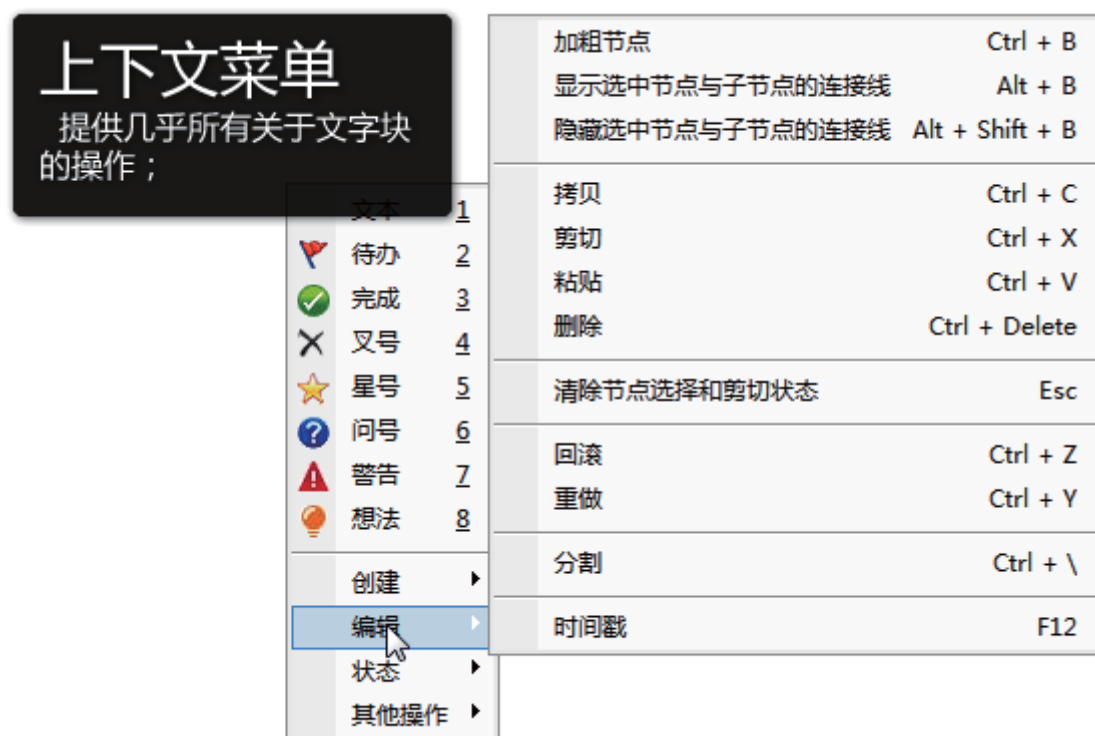 上下文菜单
提供几乎所有关于文字块
的操作；
文本 1
待办 2
完成 3
叉号 4
星号 5
问号 6
警告 7
想法 8
创建
编辑
状态
其他操作
加粗节点 Ctrl + B
显示选中节点与子节点的连接线 Alt + B
隐藏选中节点与子节点的连接线 Alt + Shift + B
拷贝 Ctrl + C
剪切 Ctrl + X
粘贴 Ctrl + V
删除 Ctrl + Delete
清除节点选择和剪切状态 Esc
回滚 Ctrl + Z
重做 Ctrl + Y
分割 Ctrl + \
时间戳 F12